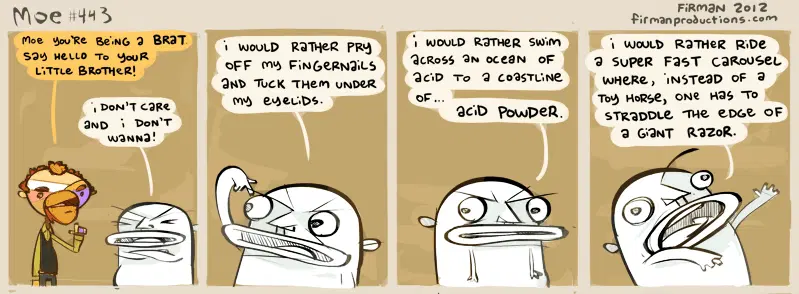 Moe #443
FiRMAN 2012
firmanproductions.com
MOE YOU'RE BEING A BRAT.
SAY HELLO TO YOUR
LiTTLE BROTHER!
i DON'T CARE
AND i DON'T
WANNA!
i WOULD RATHER PRY
OFF MY FiNGERNAiLS
AND TUCK THEM UNDER
MY EYELiDS.
i WOULD RATHER SWiM
ACROSS AN OCEAN OF
ACiD TO A COASTLiNE
OF...
ACiD POWDER.
i WOULD RATHER RiDE
A SUPER FAST CAROUSEL
WHERE, iNSTEAD OF A
TOY HORSE, ONE HAS TO
STRADDLE THE EDGE OF
A GiANT RAZOR.